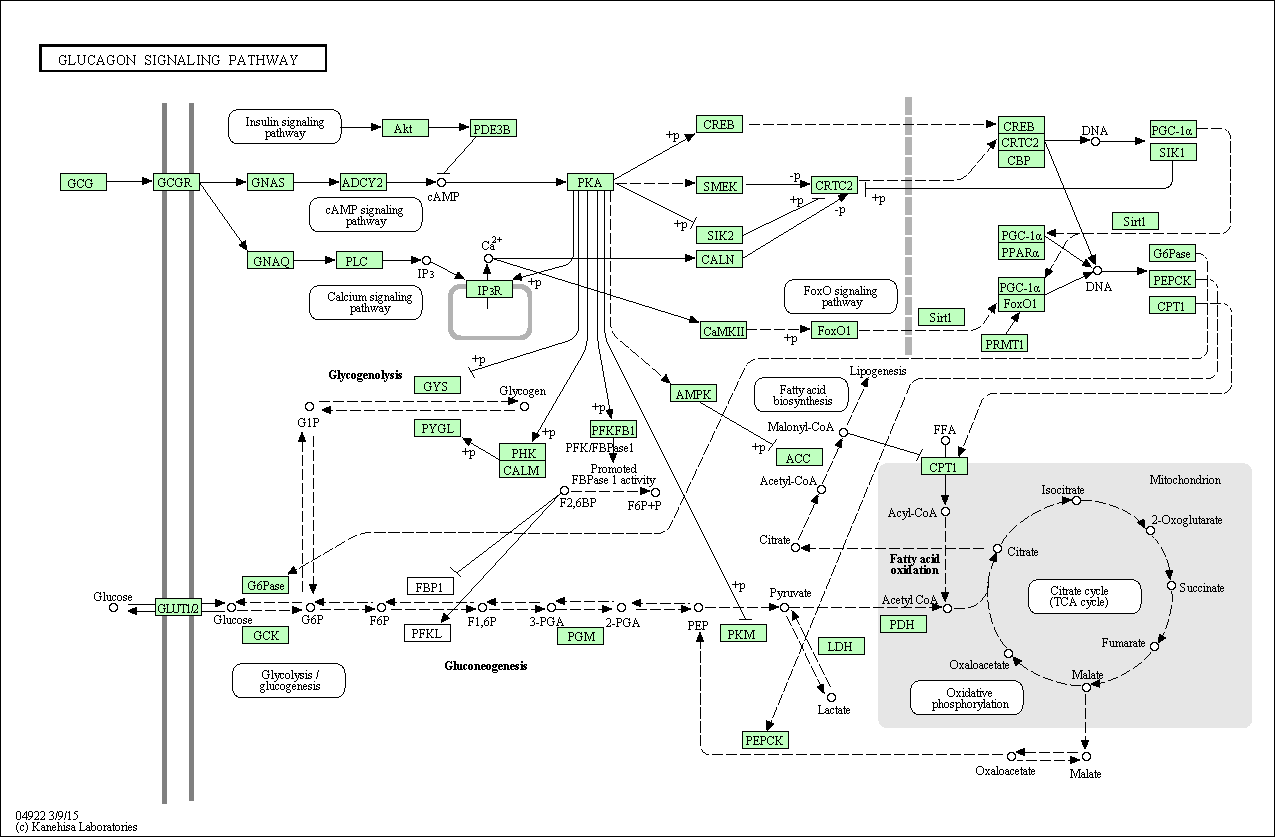 GLUCAGON SIGNALING PATHWAY
Insulin signaling
pathway
Akt
PDE3B
GCG
GCGR
GNAS
ADCY2
cAMP
PKA
cAMP signaling
pathway
GNAQ
PLC
IP3
Ca2+
IP3R
+p
Calcium signaling
pathway
+p
CREB
SMEK
-p
CRTC2
+p
+p
SIK2
-p
+p
CALN
CaMKII
+p
FoxO1
FoxO signaling
pathway
CREB
CRTC2
CBP
DNA
PGC-1α
SIK1
Sirt1
PGC-1α
PPARα
PGC-1α
FoxO1
Sirt1
PRMT1
DNA
G6Pase
PEPCK
CPT1
Glycogenolysis
+p
GYS
Glycogen
G1P
PYGL
+p
PHK
CALM
+p
+p
PFKFB1
PFK/FBPase1
Promoted
FBPase 1 activity
F2,6BP
F6P+P
AMPK
+p
ACC
Fatty acid
biosynthesis
Lipogenesis
Malonyl-CoA
Acetyl-CoA
Citrate
FFA
CPT1
Acyl-CoA
Fatty acid
oxidation
Mitochondrion
Isocitrate
2-Oxoglutarate
Citrate
Citrate cycle
(TCA cycle)
Succinate
Fumarate
Malate
Oxaloacetate
Oxidative
phosphorylation
Glucose
GLUT1/2
G6Pase
Glucose
GCK
G6P
F6P
FBP1
PFKL
F1,6P
3-PGA
PGM
2-PGA
PEP
+p
PKM
Pyruvate
LDH
Lactate
Acetyl CoA
PDH
Glycolysis /
glucogenesis
Gluconeogenesis
PEPCK
Oxaloacetate
Malate
04922 3/9/15
(c) Kanehisa Laboratories